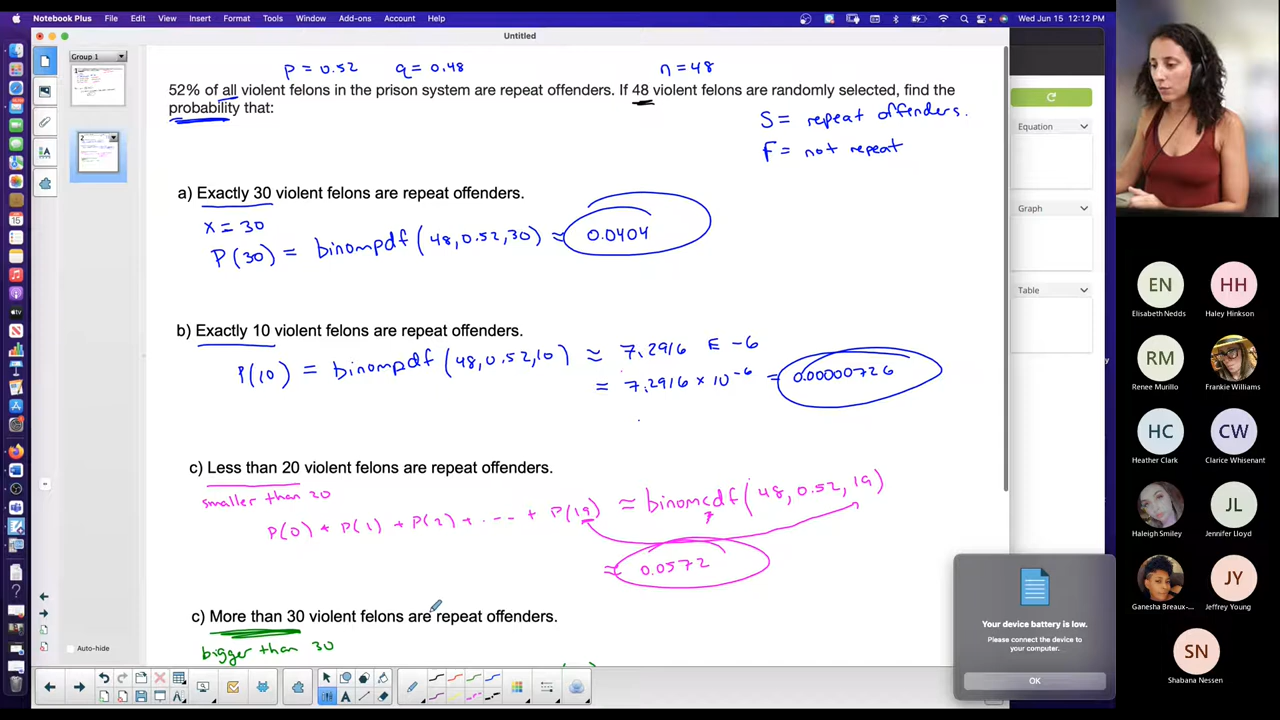 Notebook Plus File Edit View Insert Format Tools Window Add-ons Account Help Wed Jun 15 12:12 PM
Untitled
Group 1
1
2
Auto-hide
p = 0.52 q = 0.48 n = 48
52% of all violent felons in the prison system are repeat offenders. If 48 violent felons are randomly selected, find the
probability that:
S = repeat offenders.
F = not repeat
a) Exactly 30 violent felons are repeat offenders.
x = 30
P(30) = binompdf(48,0.52,30) ≈ 0.0404
b) Exactly 10 violent felons are repeat offenders.
P(10) = binompdf(48,0.52,10) ≈ 7.2916 E -6
= 7.2916 × 10⁻⁶ = 0.00000726
c) Less than 20 violent felons are repeat offenders.
smaller than 20
P(0) + P(1) + P(2) + ... + P(19) ≈ binomcdf(48,0.52,19)
≈ 0.0572
c) More than 30 violent felons are repeat offenders.
bigger than 30
Equation
Graph
Table
EN
Elisabeth Nedds
HH
Haley Hinkson
RM
Renee Murillo
Frankie Williams
HC
Heather Clark
CW
Clarice Whisenant
Haleigh Smiley
JL
Jennifer Lloyd
Ganesha Breaux-...
JY
Jeffrey Young
SN
Shabana Nessen
Your device battery is low.
Please connect the device to
your computer.
OK